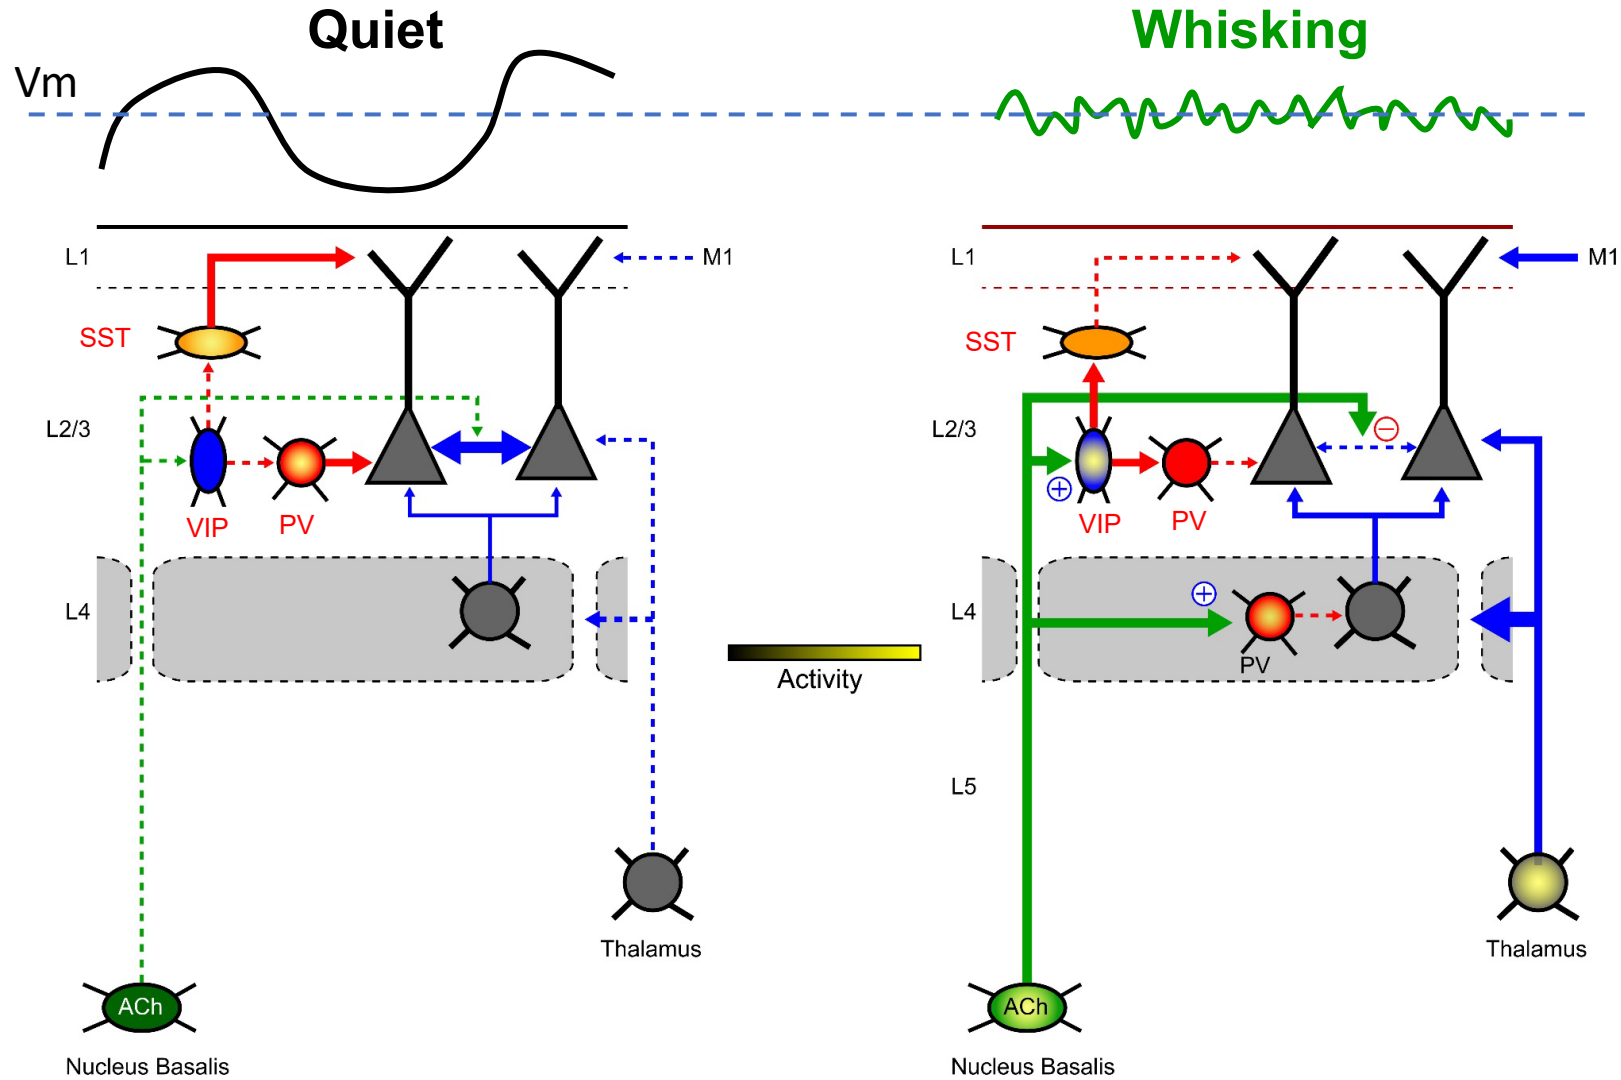 Quiet
Whisking
Vm
L1
M1
SST
L2/3
VIP
PV
L4
Thalamus
ACh
Nucleus Basalis
Activity
L1
M1
SST
L2/3
−
+
VIP
PV
L4
+
PV
L5
Thalamus
ACh
Nucleus Basalis